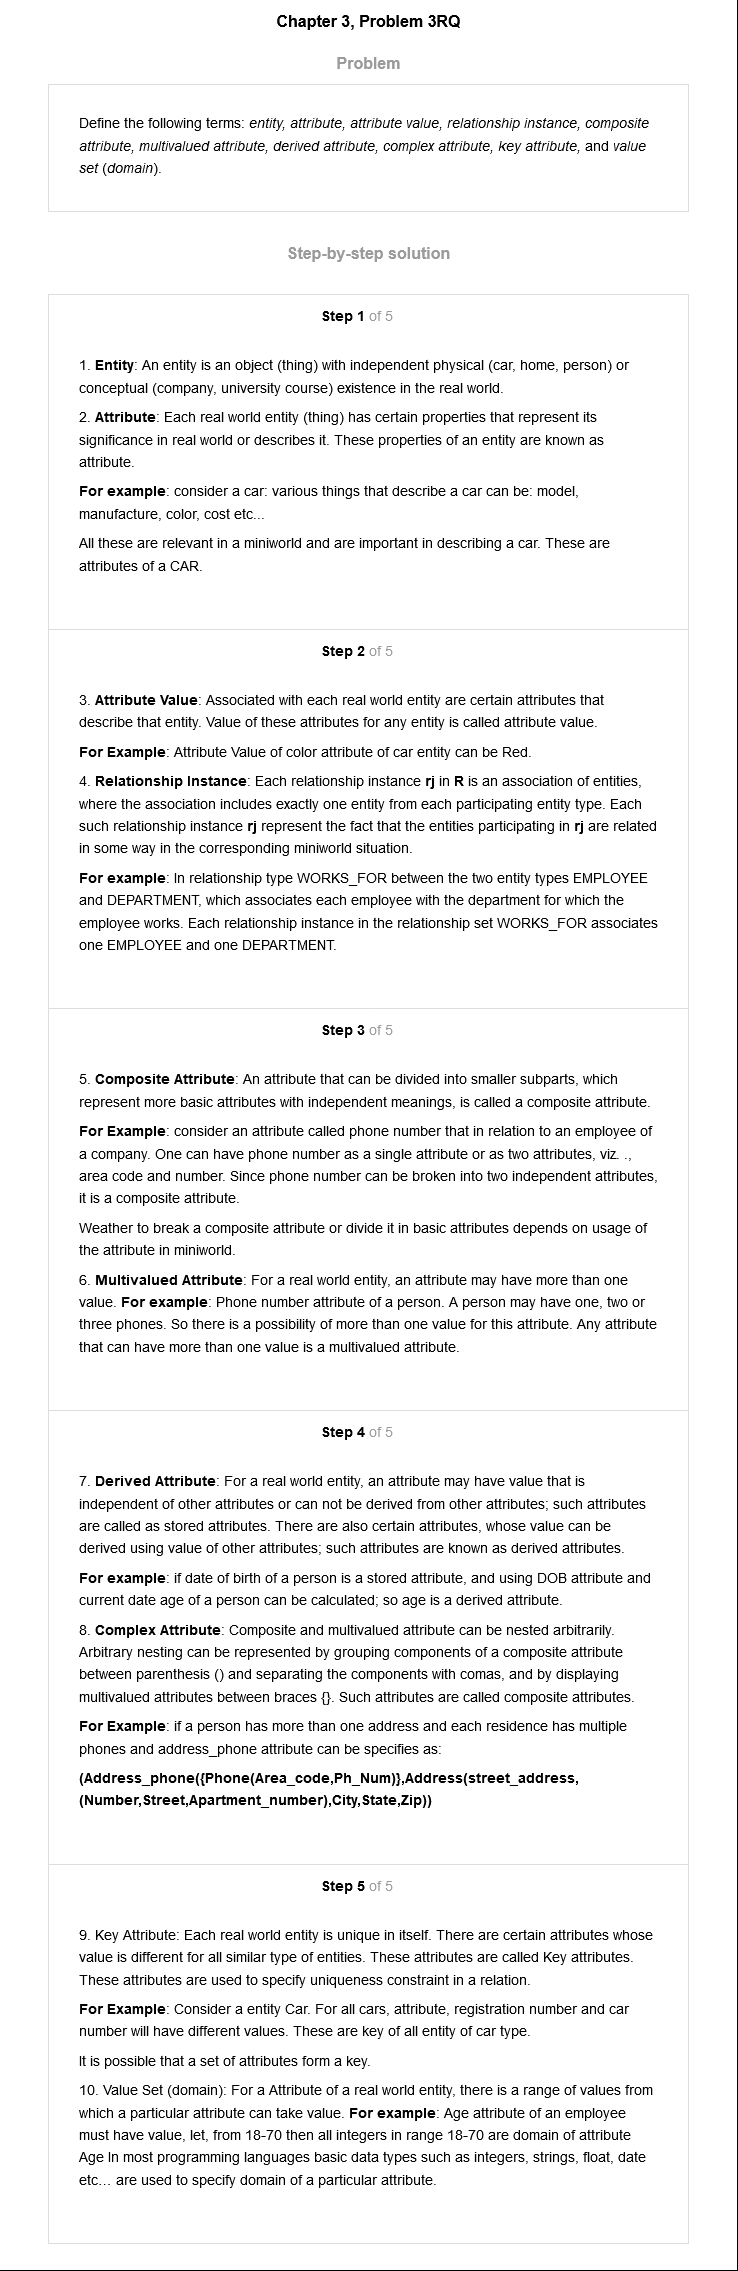 Chapter 3, Problem 3RQ
Problem
Define the following terms: entity, attribute, attribute value, relationship instance, composite
attribute, multivalued attribute, derived attribute, complex attribute, key attribute, and value
set (domain).
Step-by-step solution
Step 1 of 5
1. Entity: An entity is an object (thing) with independent physical (car, home, person) or
conceptual (company, university course) existence in the real world.
2. Attribute: Each real world entity (thing) has certain properties that represent its
significance in real world or describes it. These properties of an entity are known as
attribute.
For example: consider a car: various things that describe a car can be: model,
manufacture, color, cost etc...
All these are relevant in a miniworld and are important in describing a car. These are
attributes of a CAR.
Step 2 of 5
3. Attribute Value: Associated with each real world entity are certain attributes that
describe that entity. Value of these attributes for any entity is called attribute value.
For Example: Attribute Value of color attribute of car entity can be Red.
4. Relationship Instance: Each relationship instance rj in R is an association of entities,
where the association includes exactly one entity from each participating entity type. Each
such relationship instance rj represent the fact that the entities participating in rj are related
in some way in the corresponding miniworld situation.
For example: In relationship type WORKS_FOR between the two entity types EMPLOYEE
and DEPARTMENT, which associates each employee with the department for which the
employee works. Each relationship instance in the relationship set WORKS_FOR associates
one EMPLOYEE and one DEPARTMENT.
Step 3 of 5
5. Composite Attribute: An attribute that can be divided into smaller subparts, which
represent more basic attributes with independent meanings, is called a composite attribute.
For Example: consider an attribute called phone number that in relation to an employee of
a company. One can have phone number as a single attribute or as two attributes, viz. .,
area code and number. Since phone number can be broken into two independent attributes,
it is a composite attribute.
Weather to break a composite attribute or divide it in basic attributes depends on usage of
the attribute in miniworld.
6. Multivalued Attribute: For a real world entity, an attribute may have more than one
value. For example: Phone number attribute of a person. A person may have one, two or
three phones. So there is a possibility of more than one value for this attribute. Any attribute
that can have more than one value is a multivalued attribute.
Step 4 of 5
7. Derived Attribute: For a real world entity, an attribute may have value that is
independent of other attributes or can not be derived from other attributes; such attributes
are called as stored attributes. There are also certain attributes, whose value can be
derived using value of other attributes; such attributes are known as derived attributes.
For example: if date of birth of a person is a stored attribute, and using DOB attribute and
current date age of a person can be calculated; so age is a derived attribute.
8. Complex Attribute: Composite and multivalued attribute can be nested arbitrarily.
Arbitrary nesting can be represented by grouping components of a composite attribute
between parenthesis () and separating the components with comas, and by displaying
multivalued attributes between braces {}. Such attributes are called composite attributes.
For Example: if a person has more than one address and each residence has multiple
phones and address_phone attribute can be specifies as:
(Address_phone({Phone(Area_code,Ph_Num)},Address(street_address,
(Number,Street,Apartment_number),City,State,Zip))
Step 5 of 5
9. Key Attribute: Each real world entity is unique in itself. There are certain attributes whose
value is different for all similar type of entities. These attributes are called Key attributes.
These attributes are used to specify uniqueness constraint in a relation.
For Example: Consider a entity Car. For all cars, attribute, registration number and car
number will have different values. These are key of all entity of car type.
It is possible that a set of attributes form a key.
10. Value Set (domain): For a Attribute of a real world entity, there is a range of values from
which a particular attribute can take value. For example: Age attribute of an employee
must have value, let, from 18-70 then all integers in range 18-70 are domain of attribute
Age In most programming languages basic data types such as integers, strings, float, date
etc... are used to specify domain of a particular attribute.